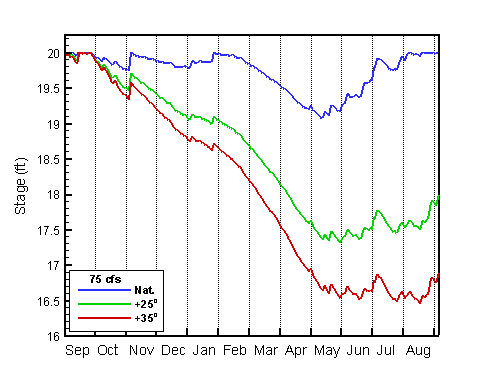 20
19.5
19
18.5
18
17.5
17
16.5
16
Stage (ft)
75 cfs
Nat.
+25°
+35°
Sep Oct Nov Dec Jan Feb Mar Apr May Jun Jul Aug